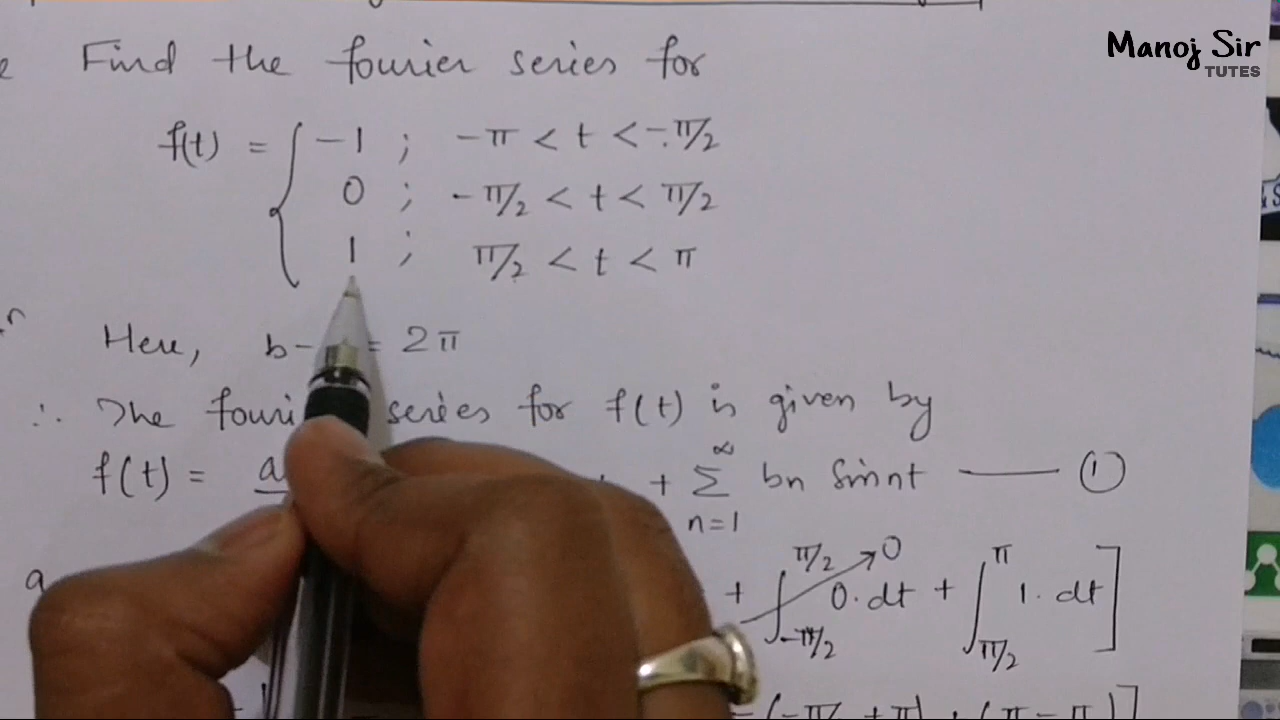 Manoj Sir
TUTES
Find the fourier series for
f(t) = { -1 ; -π < t < -π/2
0 ; -π/2 < t < π/2
1 ; π/2 < t < π
Here, b- = 2π
∴ The fouri series for f(t) is given by
f(t) = a + ∑_{n=1}^{∞} bn Sinnt —— ①
a + ∫_{-π/2}^{π/2} 0. dt → 0 + ∫_{π/2}^{π} 1. dt ]